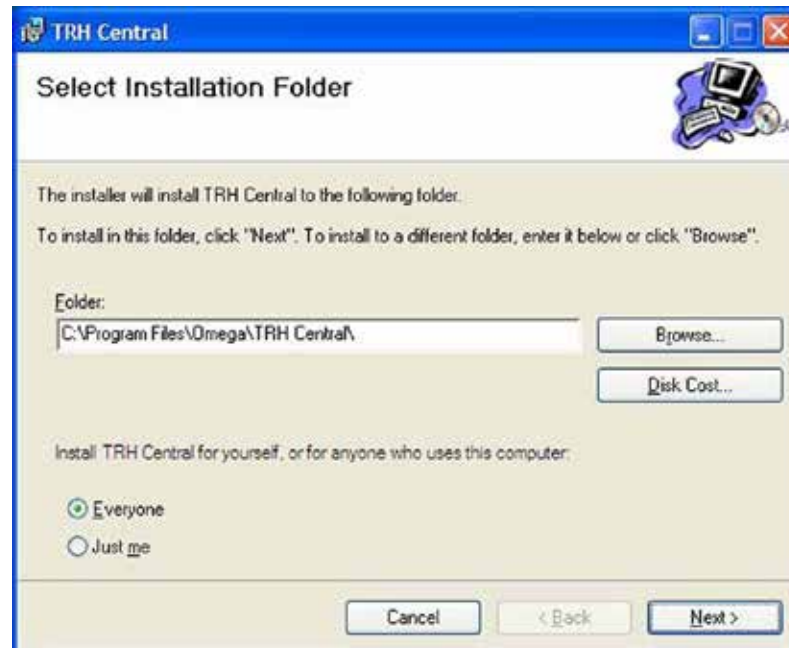 TRH Central
Select Installation Folder
The installer will install TRH Central to the following folder.
To install in this folder, click "Next". To install to a different folder, enter it below or click "Browse".
Folder:
C:\Program Files\Omega\TRH Central\
Browse...
Disk Cost...
Install TRH Central for yourself, or for anyone who uses this computer:
Everyone
Just me
Cancel
< Back
Next >